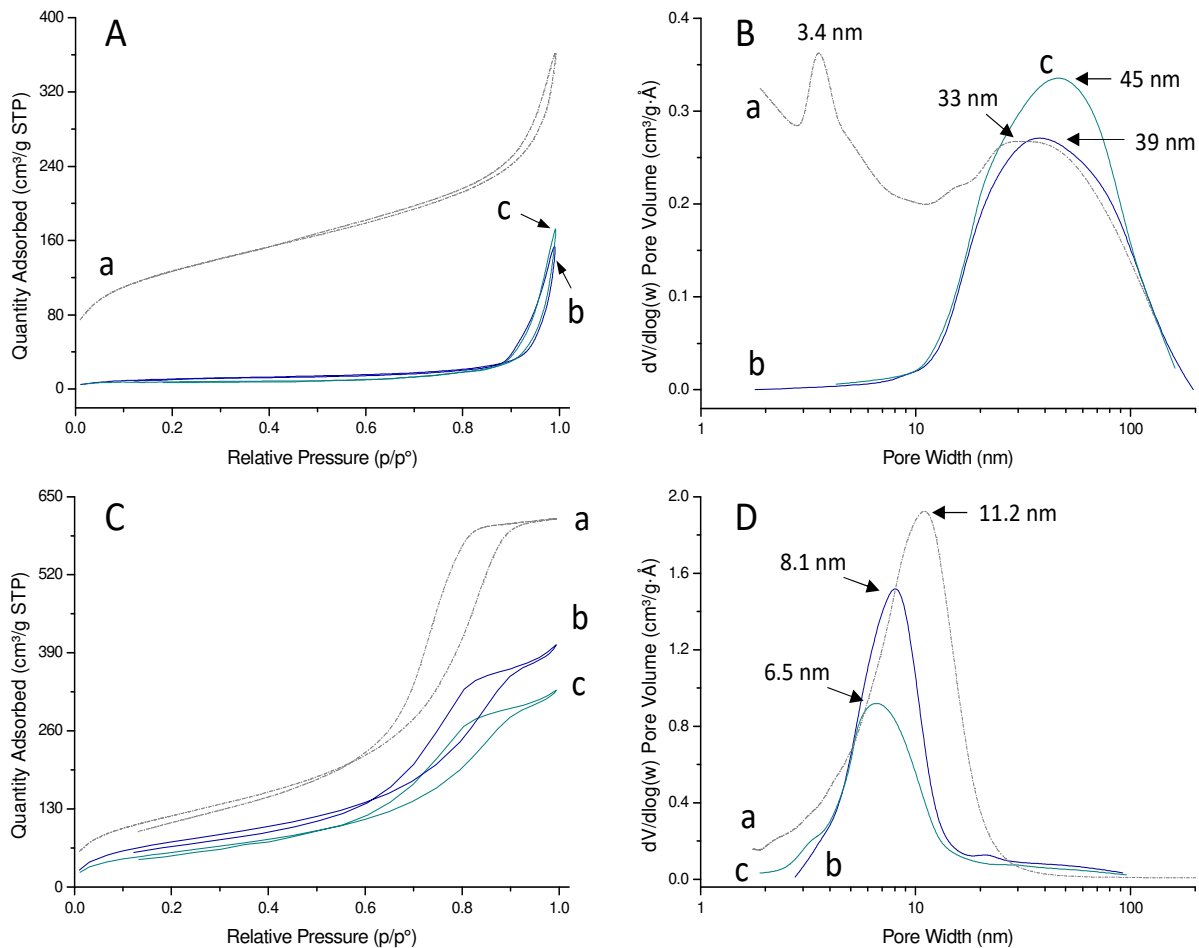 A
Quantity Adsorbed (cm³/g STP)
400
320
240
160
80
0
a
c
b
0.0 0.2 0.4 0.6 0.8 1.0
Relative Pressure (p/p°)
B
dV/dlog(w) Pore Volume (cm³/g·Å)
0.4
0.3
0.2
0.1
0.0
3.4 nm
a
c
45 nm
33 nm
39 nm
b
1 10 100
Pore Width (nm)
C
Quantity Adsorbed (cm³/g STP)
650
520
390
260
130
0
a
b
c
0.0 0.2 0.4 0.6 0.8 1.0
Relative Pressure (p/p°)
D
dV/dlog(w) Pore Volume (cm³/g·Å)
2.0
1.6
1.2
0.8
0.4
0.0
11.2 nm
8.1 nm
6.5 nm
a
c
b
1 10 100
Pore Width (nm)